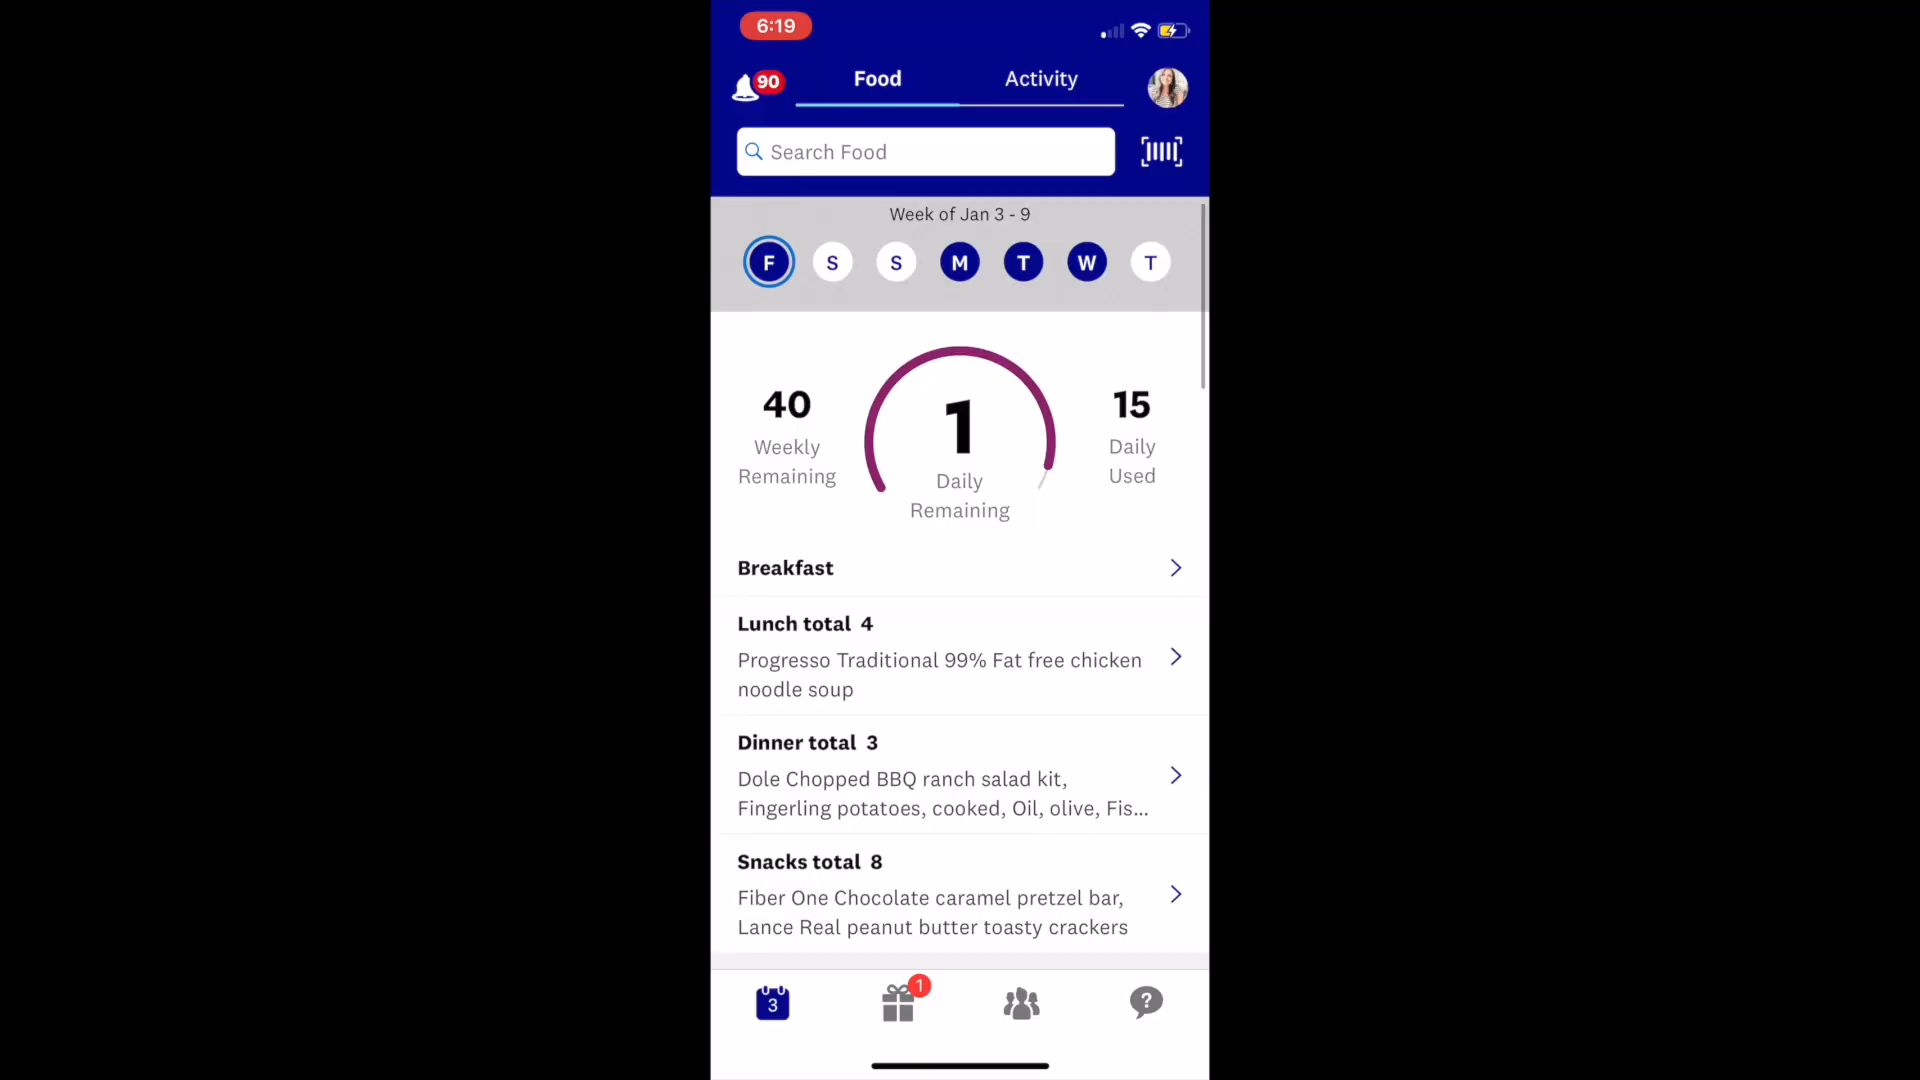 6:19
90
Food
Activity
Search Food
Week of Jan 3 - 9
F S S M T W T
40
Weekly
Remaining
1
Daily
Remaining
15
Daily
Used
Breakfast
Lunch total 4
Progresso Traditional 99% Fat free chicken
noodle soup
Dinner total 3
Dole Chopped BBQ ranch salad kit,
Fingerling potatoes, cooked, Oil, olive, Fis...
Snacks total 8
Fiber One Chocolate caramel pretzel bar,
Lance Real peanut butter toasty crackers
3
1
?